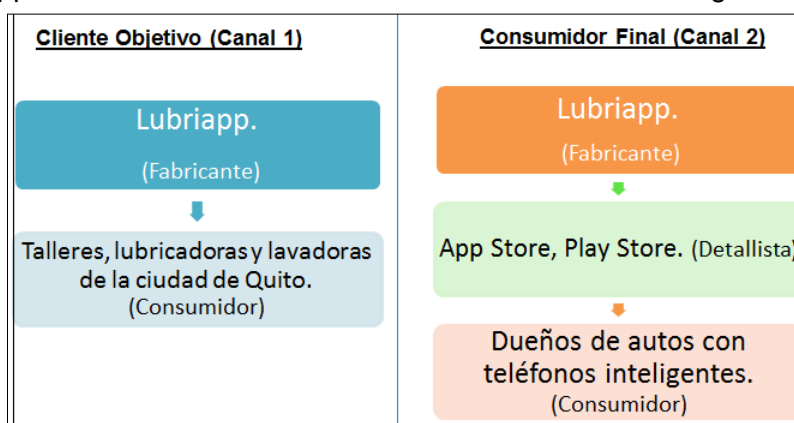 Cliente Objetivo (Canal 1)
Lubriapp.
(Fabricante)
Talleres, lubricadoras y lavadoras
de la ciudad de Quito.
(Consumidor)
Consumidor Final (Canal 2)
Lubriapp.
(Fabricante)
App Store, Play Store. (Detallista)
Dueños de autos con
teléfonos inteligentes.
(Consumidor)